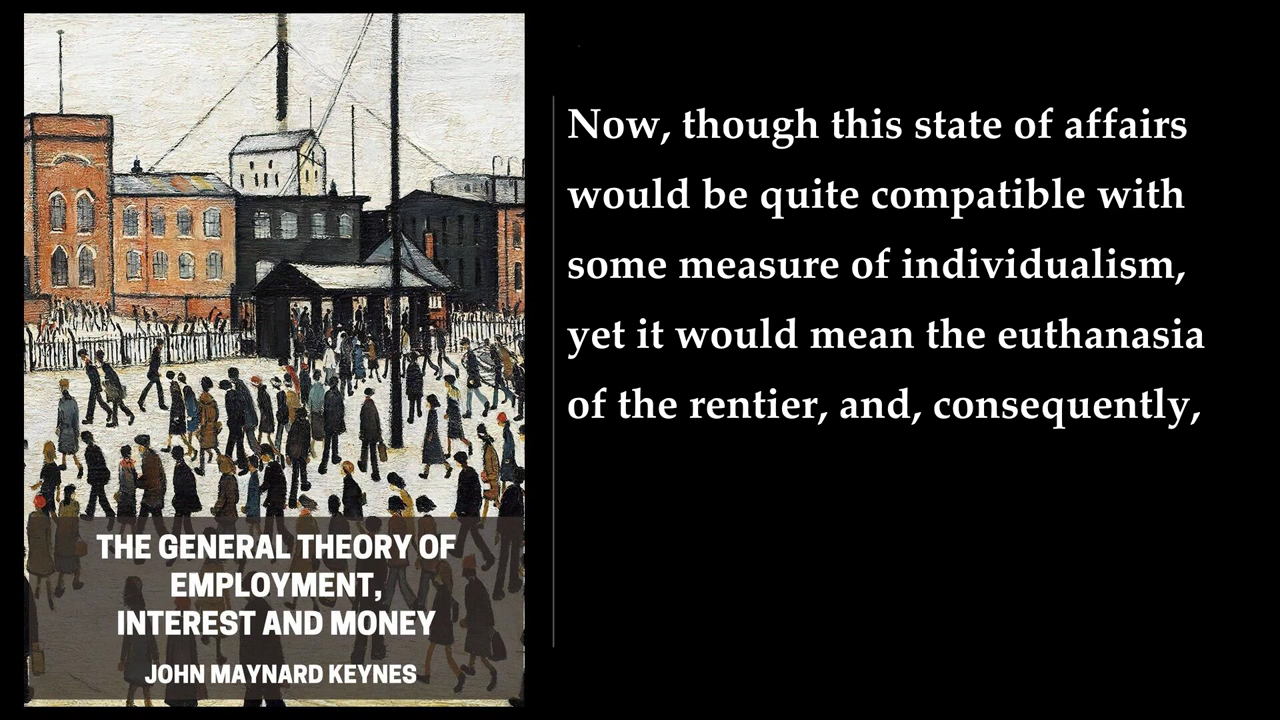 Now, though this state of affairs
would be quite compatible with
some measure of individualism,
yet it would mean the euthanasia
of the rentier, and, consequently,
THE GENERAL THEORY OF
EMPLOYMENT,
INTEREST AND MONEY
JOHN MAYNARD KEYNES